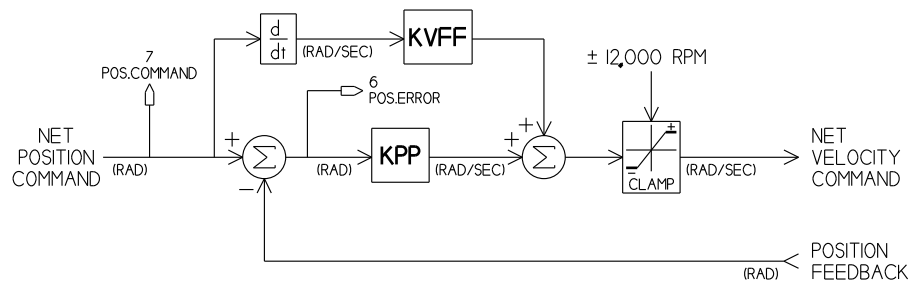 d
dt
(RAD/SEC)
KVFF
± 12,000 RPM
7
POS.COMMAND
6
POS.ERROR
NET
POSITION
COMMAND
(RAD)
+
Σ
−
(RAD)
KPP
(RAD/SEC)
+
+
Σ
+
−
CLAMP
(RAD/SEC)
NET
VELOCITY
COMMAND
(RAD)
POSITION
FEEDBACK